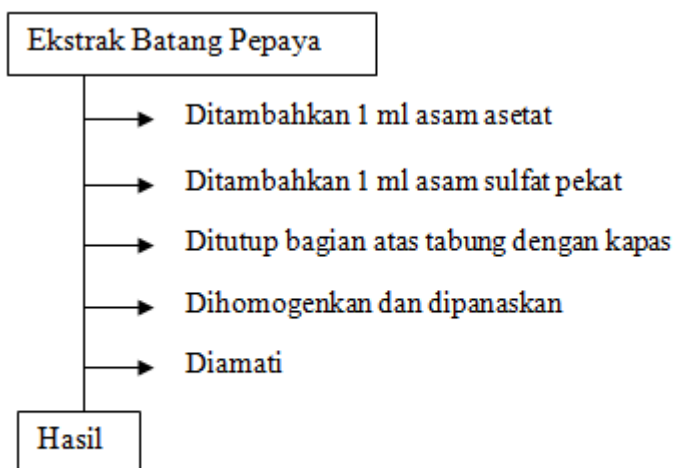 Ekstrak Batang Pepaya
Ditambahkan 1 ml asam asetat
Ditambahkan 1 ml asam sulfat pekat
Ditutup bagian atas tabung dengan kapas
Dihomogenkan dan dipanaskan
Diamati
Hasil